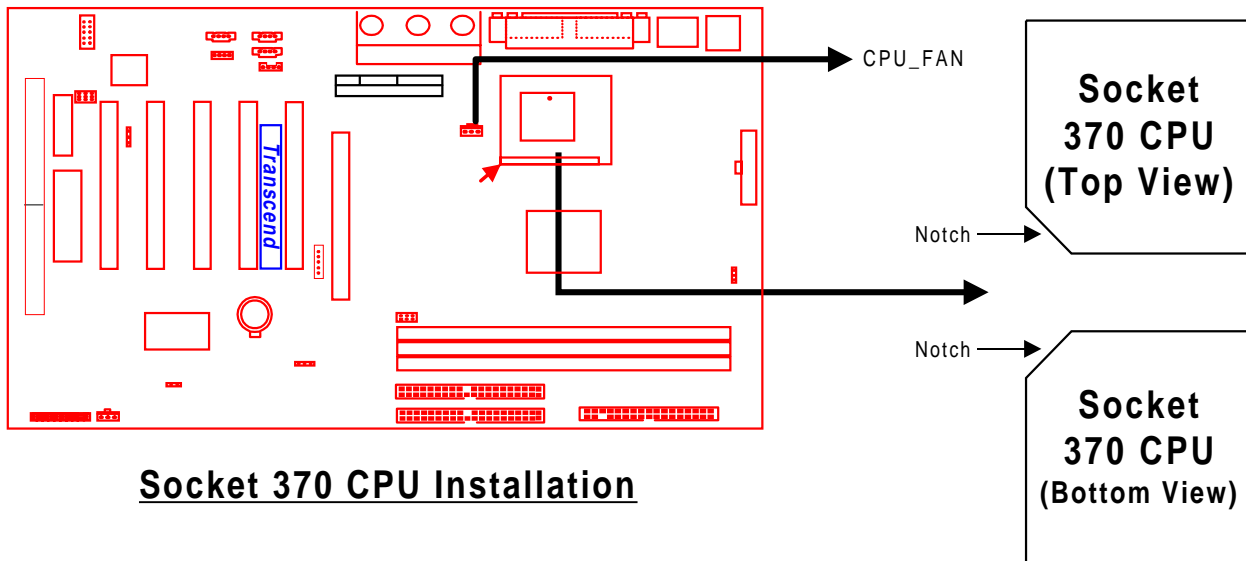 CPU_FAN
Socket
370 CPU
(Top View)
Transcend
Notch
Notch
Socket
370 CPU
(Bottom View)
Socket 370 CPU Installation